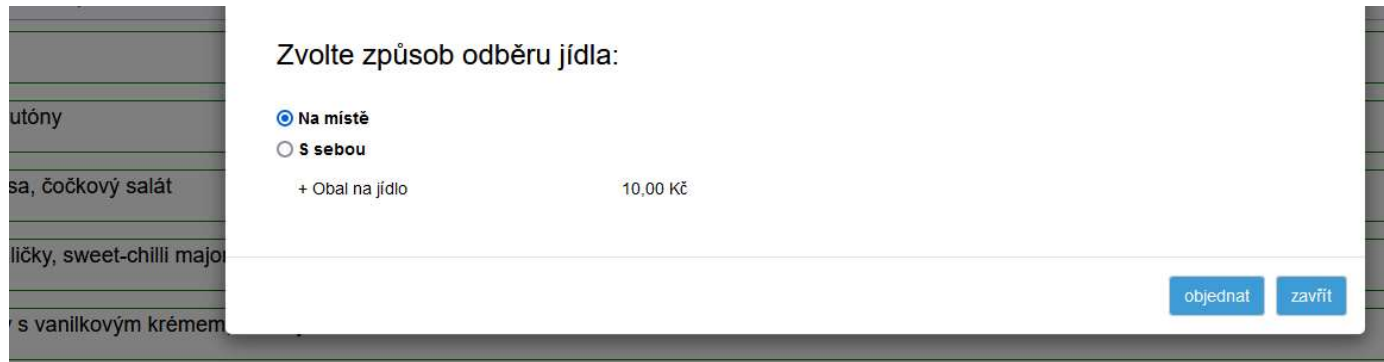 Zvolte způsob odběru jídla:
utóny
Na místě
S sebou
sa, čočkový salát
+ Obal na jídlo 10,00 Kč
ličky, sweet-chilli major
objednat zavřít
s vanilkovým krémem